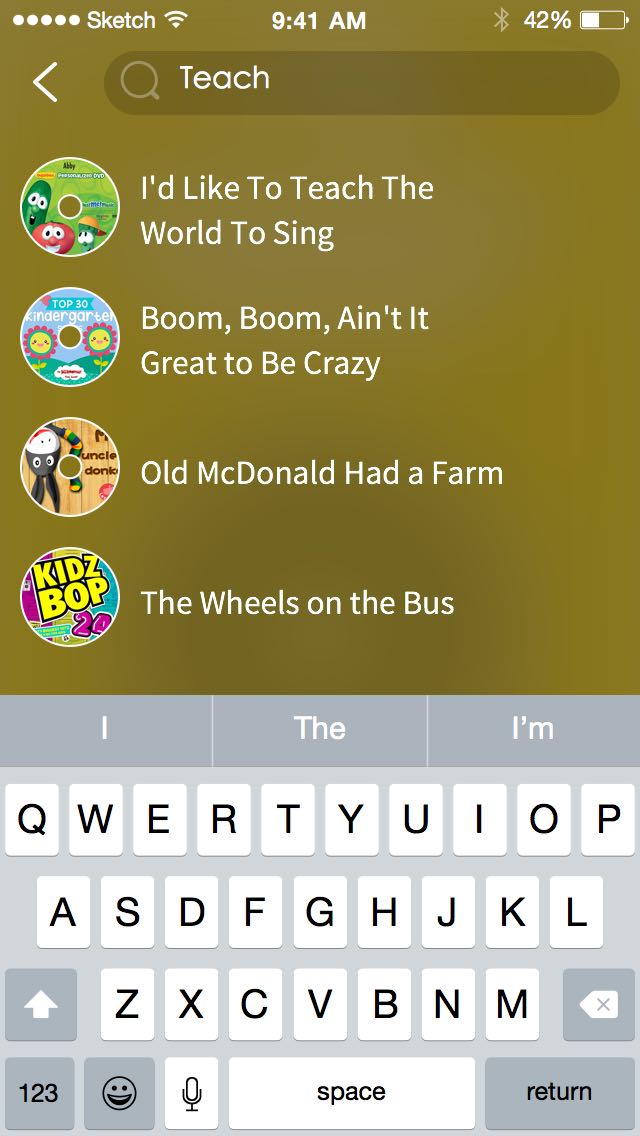 Sketch 9:41 AM 42%
Teach
Abby
Personalized DVD
I'd Like To Teach The
World To Sing
TOP 30
kindergarten
Boom, Boom, Ain't It
Great to Be Crazy
uncle
donk
Old McDonald Had a Farm
KIDZ
BOP
20
The Wheels on the Bus
I The I’m
Q W E R T Y U I O P
A S D F G H J K L
Z X C V B N M
123 space return